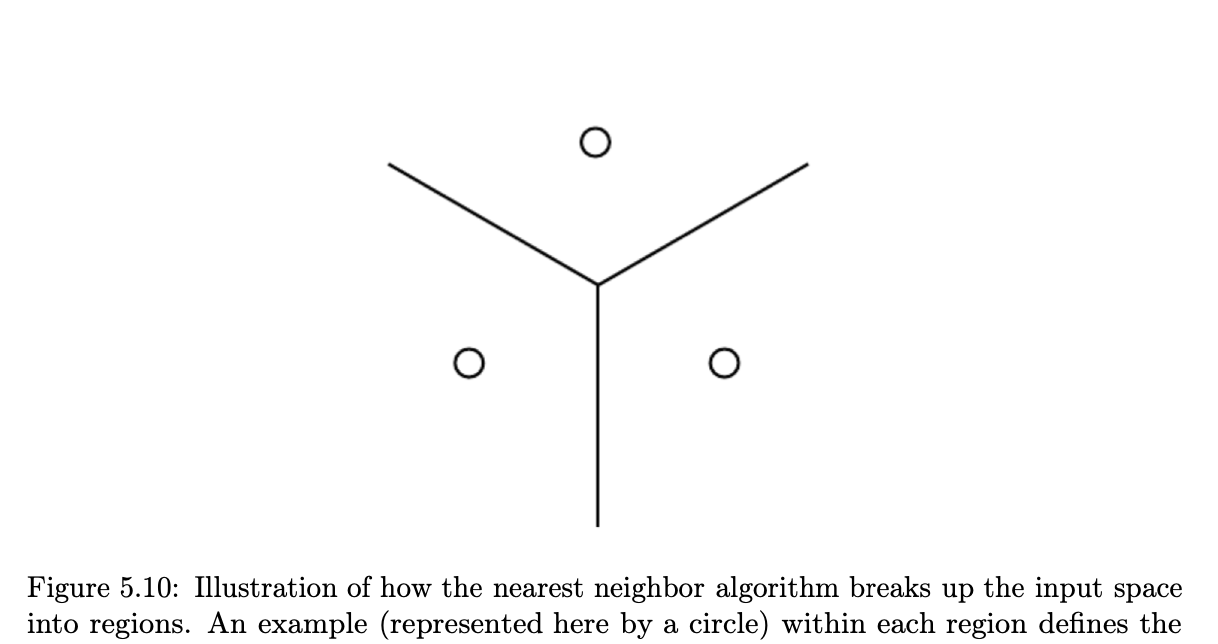 Figure 5.10: Illustration of how the nearest neighbor algorithm breaks up the input space
into regions. An example (represented here by a circle) within each region defines the